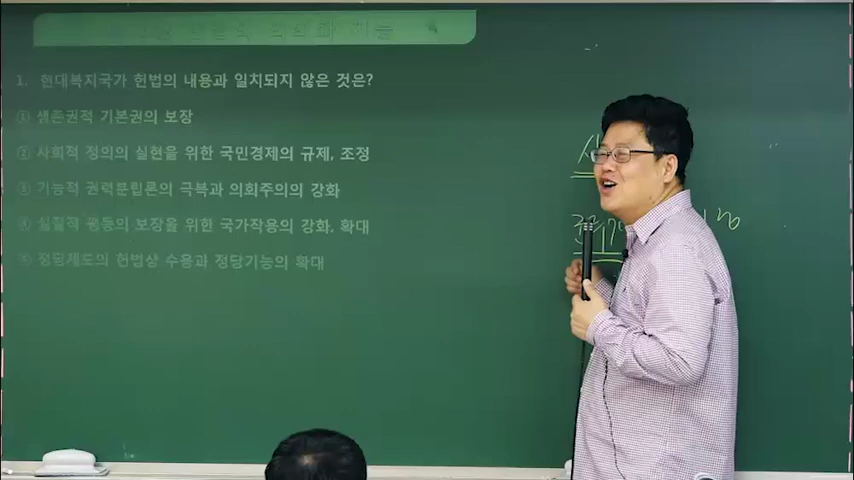 1. 현대복지국가 헌법의 내용과 일치되지 않은 것은?
① 생존권적 기본권의 보장
② 사회적 정의의 실현을 위한 국민경제의 규제, 조정
③ 기능적 권력분립론의 극복과 의회주의의 강화
④ 실질적 평등의 보장을 위한 국가작용의 강화, 확대
⑤ 정당제도의 헌법상 수용과 정당기능의 확대